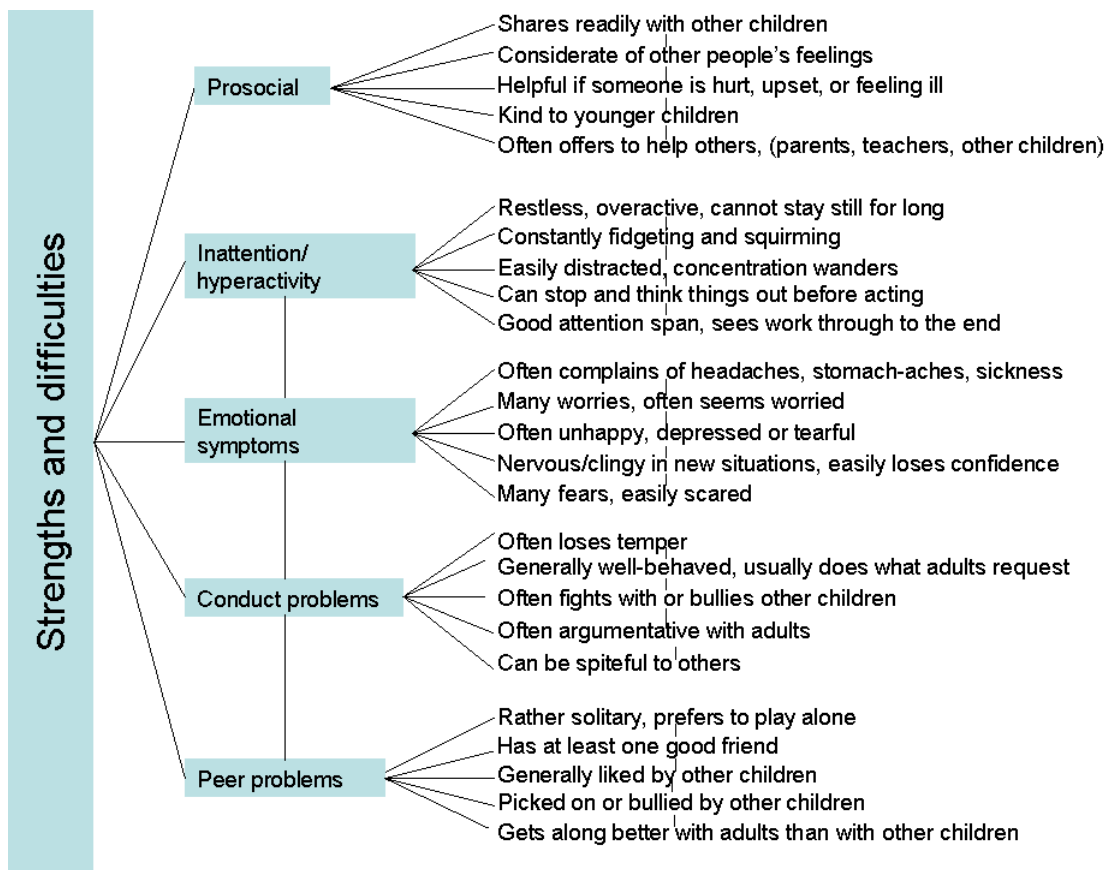 Strengths and difficulties
Prosocial
Shares readily with other children
Considerate of other people's feelings
Helpful if someone is hurt, upset, or feeling ill
Kind to younger children
Often offers to help others, (parents, teachers, other children)
Inattention/
hyperactivity
Restless, overactive, cannot stay still for long
Constantly fidgeting and squirming
Easily distracted, concentration wanders
Can stop and think things out before acting
Good attention span, sees work through to the end
Emotional
symptoms
Often complains of headaches, stomach-aches, sickness
Many worries, often seems worried
Often unhappy, depressed or tearful
Nervous/clingy in new situations, easily loses confidence
Many fears, easily scared
Conduct problems
Often loses temper
Generally well-behaved, usually does what adults request
Often fights with or bullies other children
Often argumentative with adults
Can be spiteful to others
Peer problems
Rather solitary, prefers to play alone
Has at least one good friend
Generally liked by other children
Picked on or bullied by other children
Gets along better with adults than with other children